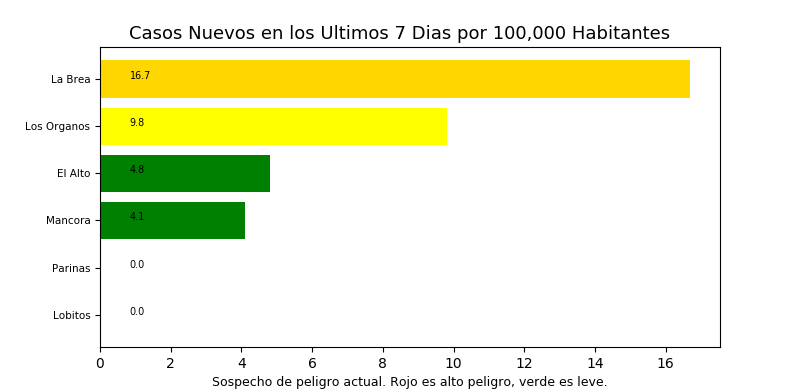 Casos Nuevos en los Ultimos 7 Dias por 100,000 Habitantes
La Brea 16.7
Los Organos 9.8
El Alto 4.8
Mancora 4.1
Parinas 0.0
Lobitos 0.0
0 2 4 6 8 10 12 14 16
Sospecho de peligro actual. Rojo es alto peligro, verde es leve.